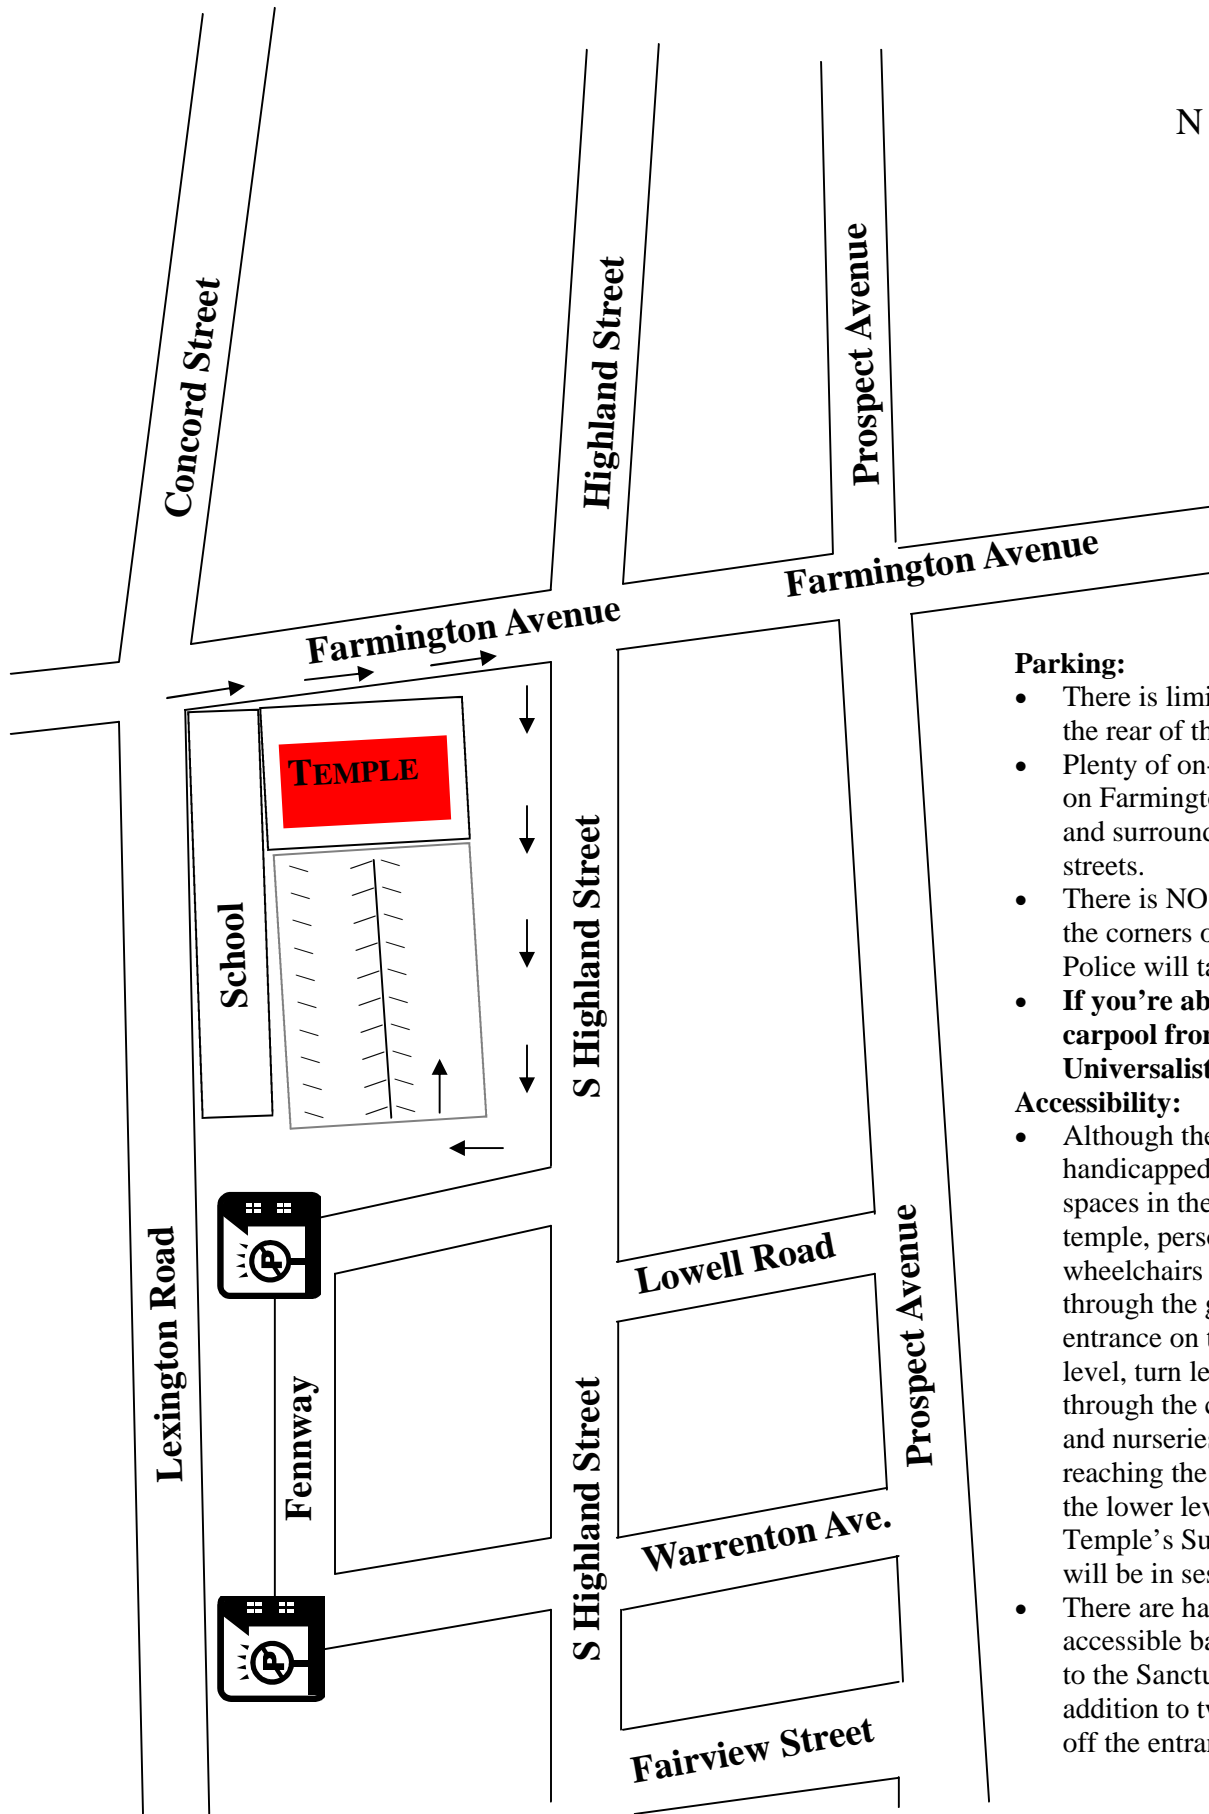 N
Concord Street
Highland Street
Prospect Avenue
Farmington Avenue
Farmington Avenue
TEMPLE
School
S Highland Street
Lexington Road
Fennway
Lowell Road
Prospect Avenue
S Highland Street
Warrenton Ave.
Fairview Street
P
P
Parking:
• There is limi
the rear of th
• Plenty of on-
on Farmingt
and surround
streets.
• There is NO
the corners o
Police will ta
• If you’re ab
carpool from
Universalist
Accessibility:
• Although the
handicapped
spaces in the
temple, perso
wheelchairs
through the g
entrance on t
level, turn le
through the c
and nurseries
reaching the
the lower lev
Temple’s Su
will be in ses
• There are ha
accessible ba
to the Sanctu
addition to tw
off the entran